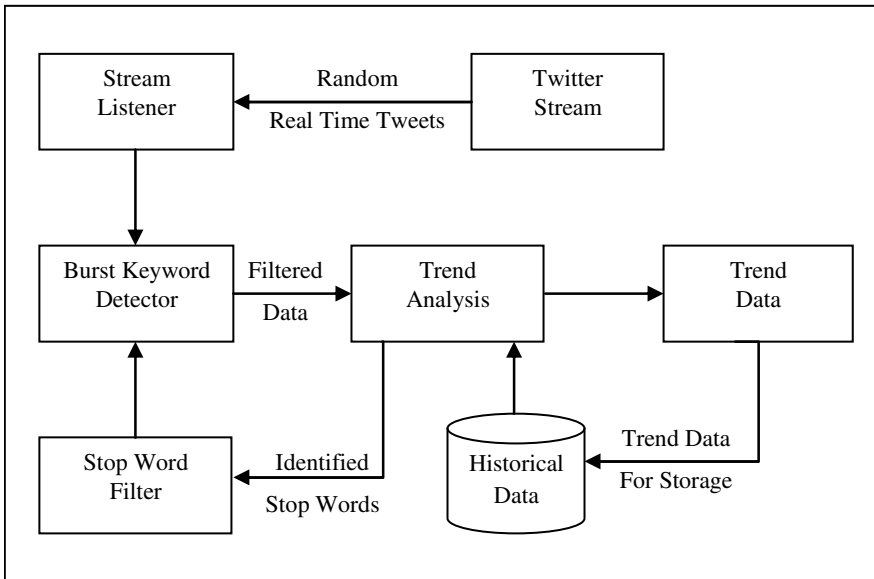 Stream
Listener
Random
Real Time Tweets
Twitter
Stream
Burst Keyword
Detector
Filtered
Data
Trend
Analysis
Trend
Data
Stop Word
Filter
Identified
Stop Words
Historical
Data
Trend Data
For Storage